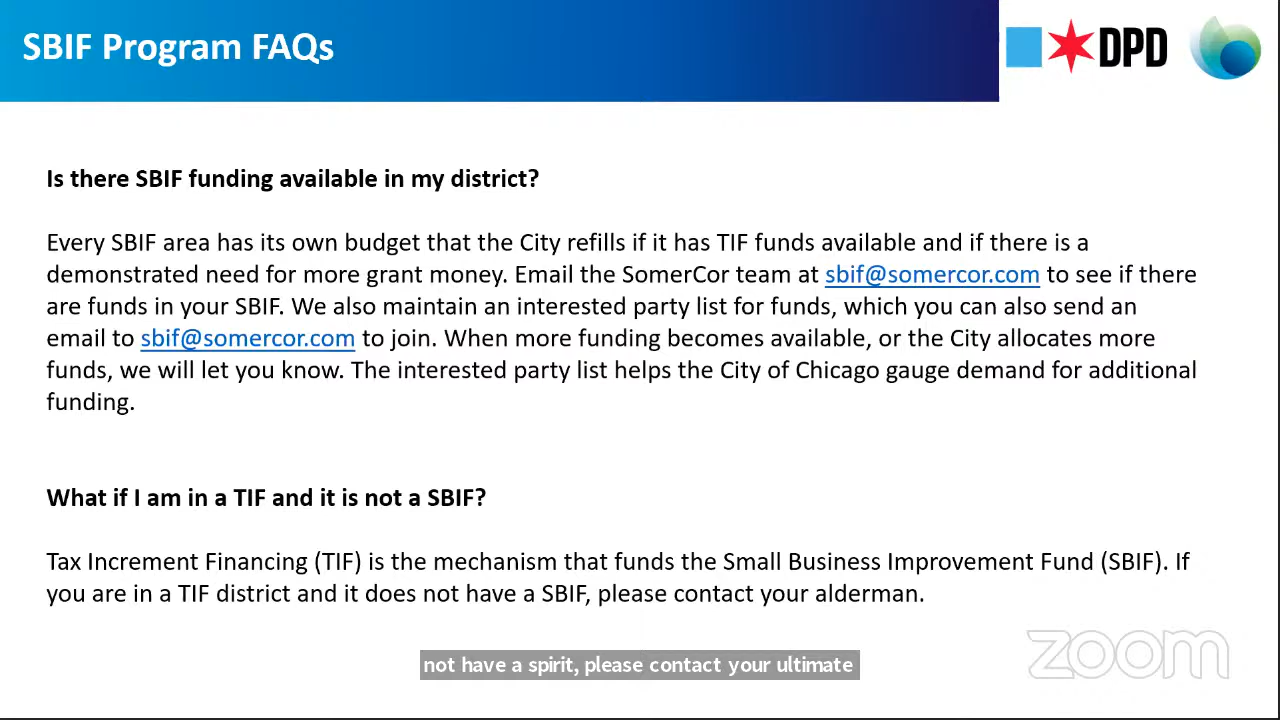 SBIF Program FAQs
DPD
Is there SBIF funding available in my district?
Every SBIF area has its own budget that the City refills if it has TIF funds available and if there is a
demonstrated need for more grant money. Email the SomerCor team at sbif@somercor.com to see if there
are funds in your SBIF. We also maintain an interested party list for funds, which you can also send an
email to sbif@somercor.com to join. When more funding becomes available, or the City allocates more
funds, we will let you know. The interested party list helps the City of Chicago gauge demand for additional
funding.
What if I am in a TIF and it is not a SBIF?
Tax Increment Financing (TIF) is the mechanism that funds the Small Business Improvement Fund (SBIF). If
you are in a TIF district and it does not have a SBIF, please contact your alderman.
zoom
not have a spirit, please contact your ultimate